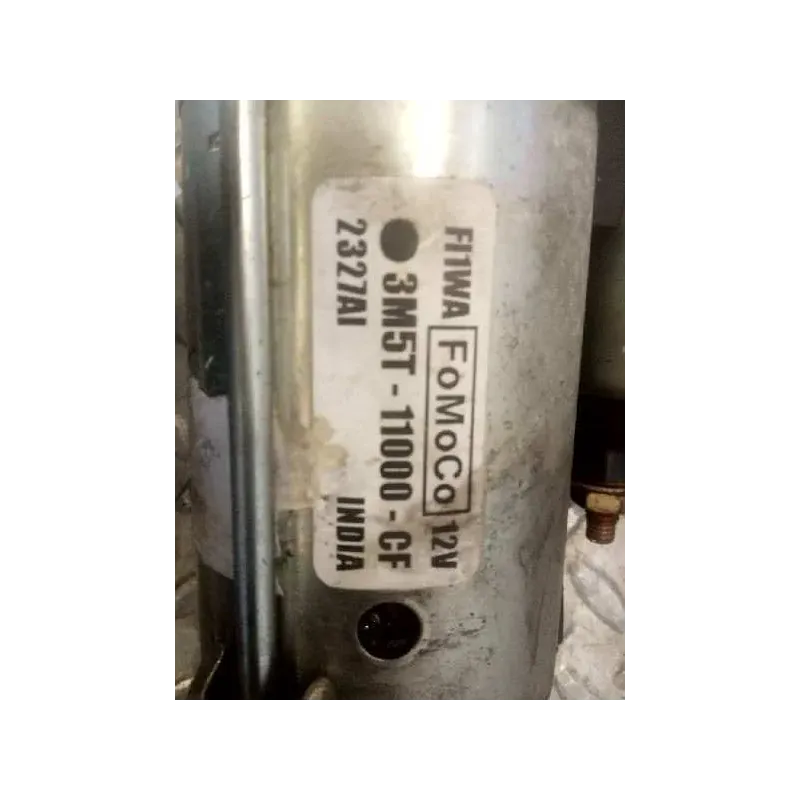 FI1WA FoMoCo 12V
3M5T - 11000 - CF
2327AI INDIA